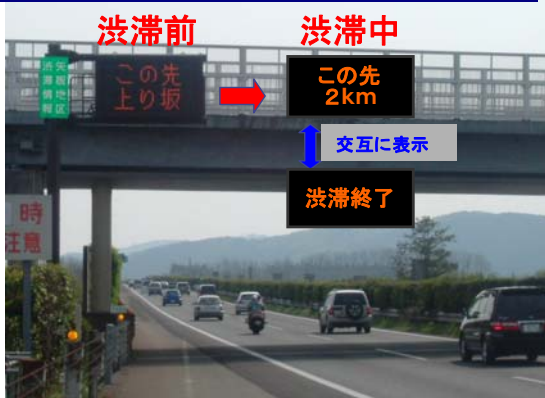 渋滞前
渋滞中
矢板地区
渋滞情報
この先
上り坂
この先
2km
交互に表示
渋滞終了
時
注意